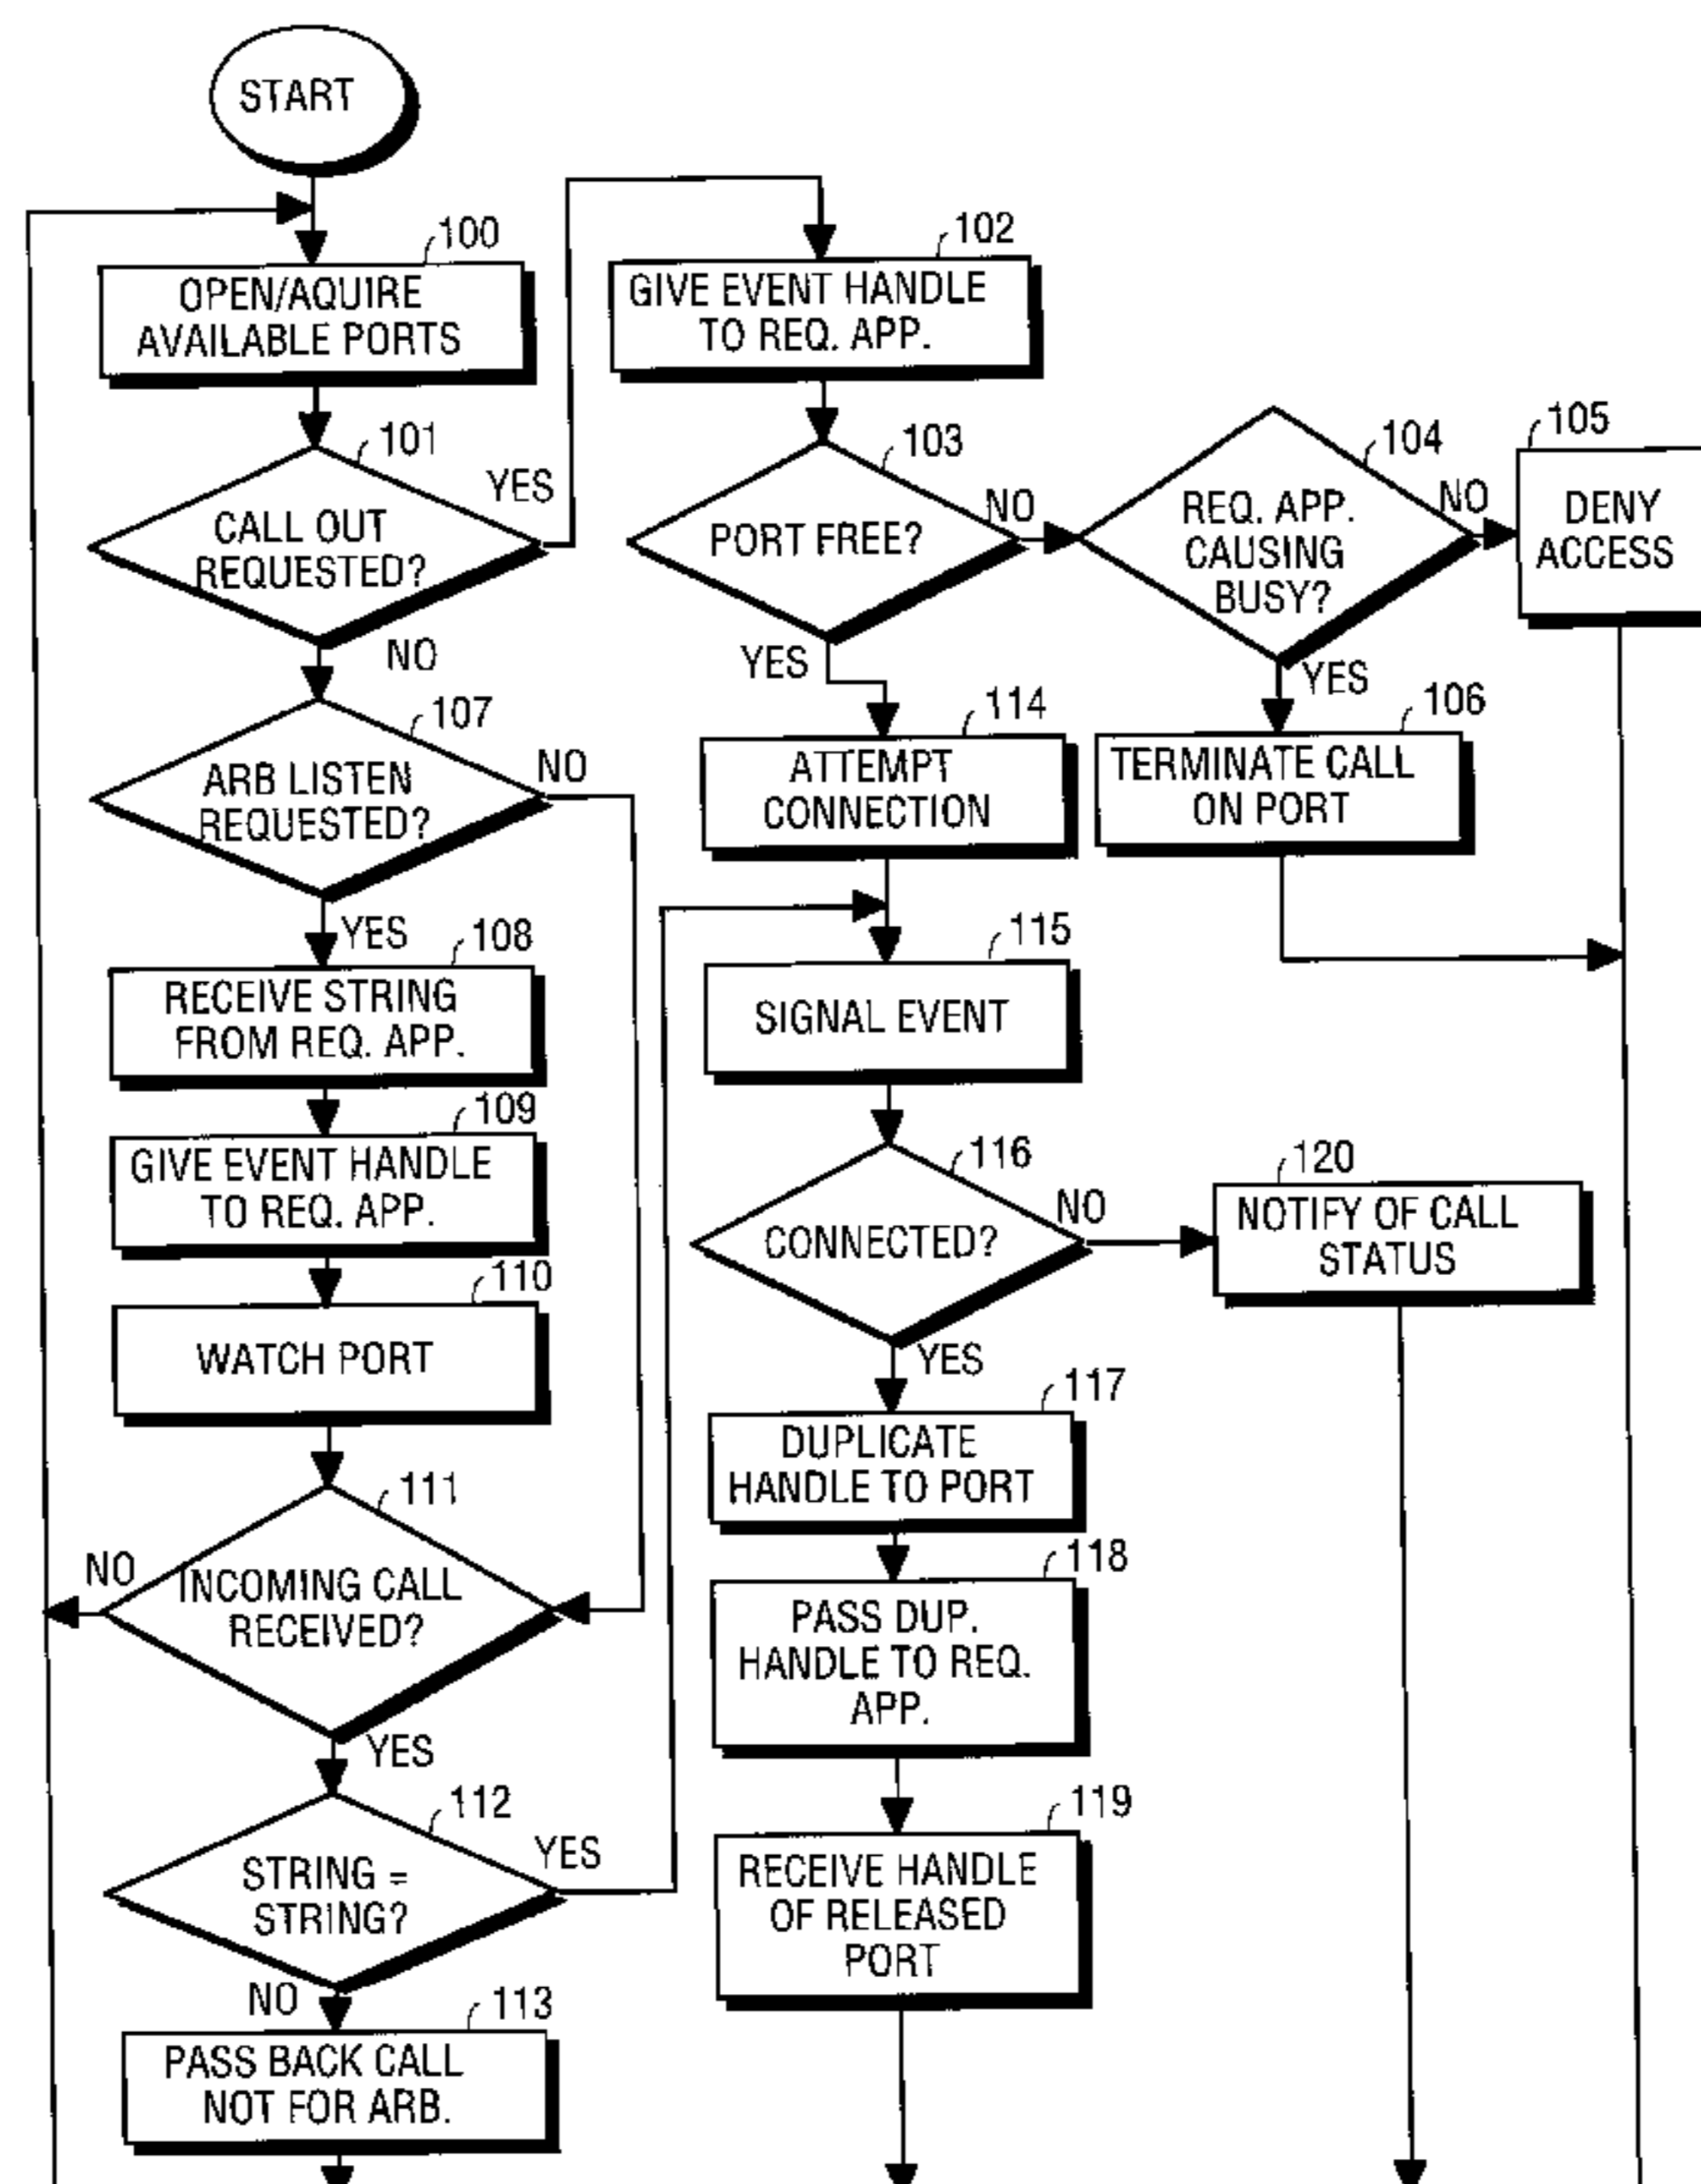 START
100
OPEN/AQUIRE
AVAILABLE PORTS
101
CALL OUT
REQUESTED?
YES
NO
102
GIVE EVENT HANDLE
TO REQ. APP.
103
PORT FREE?
NO
YES
104
REQ. APP.
CAUSING
BUSY?
NO
YES
105
DENY
ACCESS
106
TERMINATE CALL
ON PORT
107
ARB LISTEN
REQUESTED?
NO
YES
108
RECEIVE STRING
FROM REQ. APP.
109
GIVE EVENT HANDLE
TO REQ. APP.
110
WATCH PORT
111
INCOMING CALL
RECEIVED?
NO
YES
112
STRING =
STRING?
YES
NO
113
PASS BACK CALL
NOT FOR ARB.
114
ATTEMPT
CONNECTION
115
SIGNAL EVENT
116
CONNECTED?
NO
YES
120
NOTIFY OF CALL
STATUS
117
DUPLICATE
HANDLE TO PORT
118
PASS DUP.
HANDLE TO REQ.
APP.
119
RECEIVE HANDLE
OF RELEASED
PORT